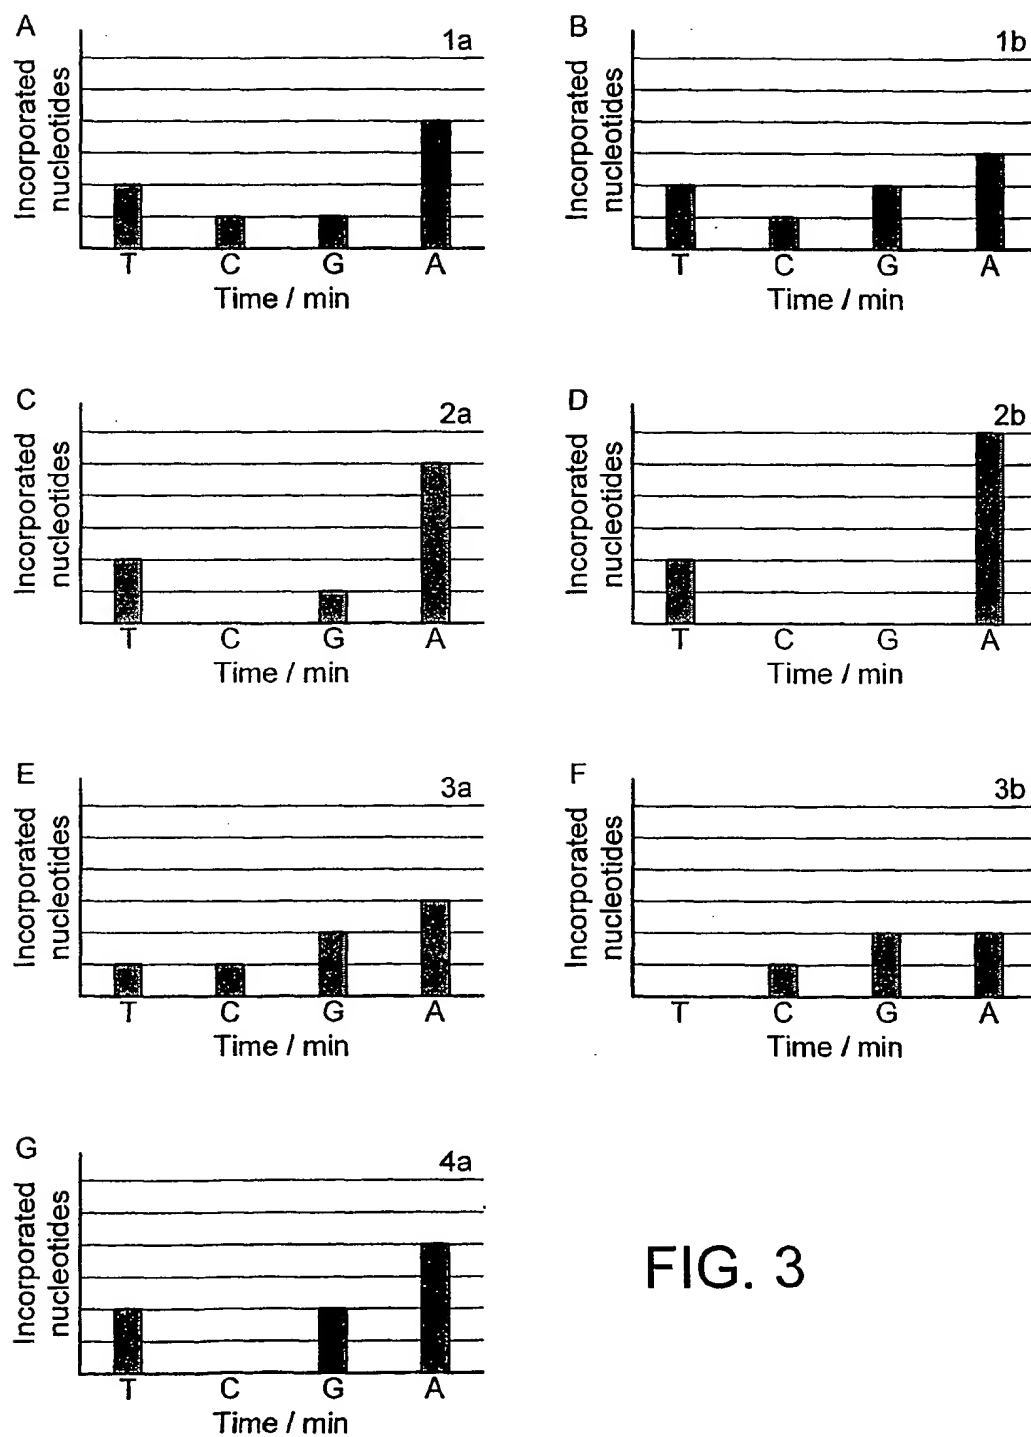 A
1a
Incorporated
nucleotides
T C G A
Time / min
B
1b
Incorporated
nucleotides
T C G A
Time / min
C
2a
Incorporated
nucleotides
T C G A
Time / min
D
2b
Incorporated
nucleotides
T C G A
Time / min
E
3a
Incorporated
nucleotides
T C G A
Time / min
F
3b
Incorporated
nucleotides
T C G A
Time / min
G
4a
Incorporated
nucleotides
T C G A
Time / min
FIG. 3